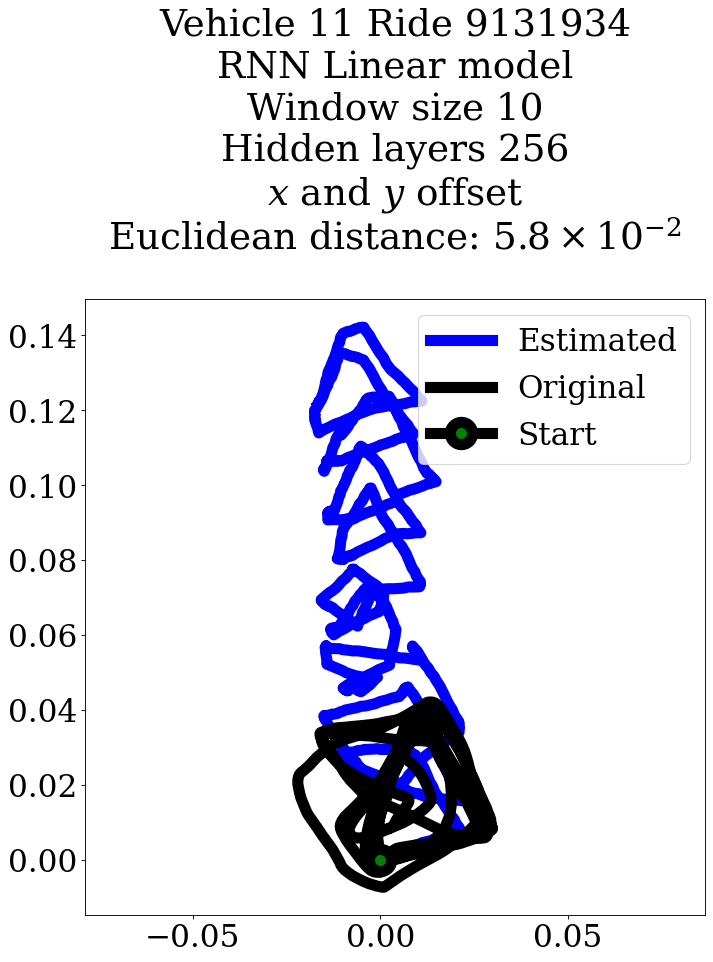 Vehicle 11 Ride 9131934
RNN Linear model
Window size 10
Hidden layers 256
x and y offset
Euclidean distance: 5.8 × 10⁻²
Estimated
Original
Start
0.14
0.12
0.10
0.08
0.06
0.04
0.02
0.00
−0.05 0.00 0.05